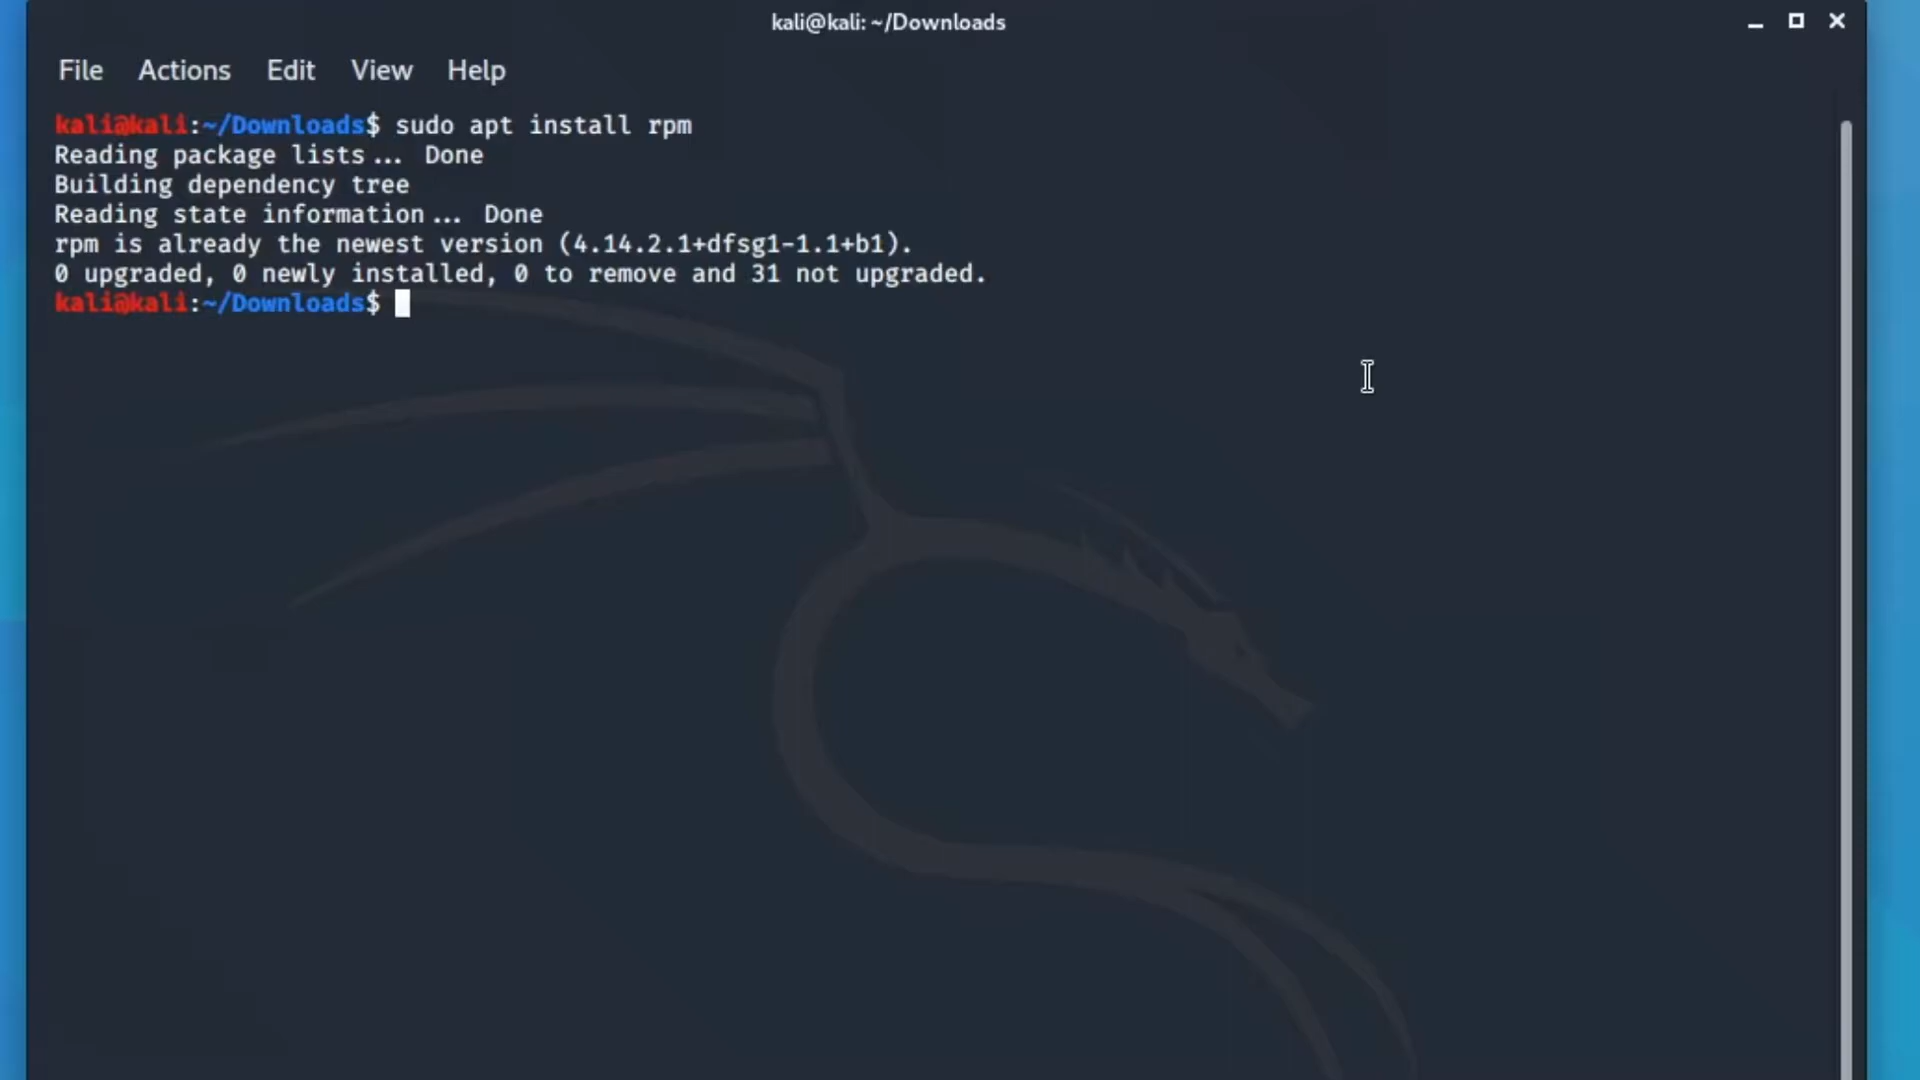 kali@kali: ~/Downloads
File Actions Edit View Help
kali@kali:~/Downloads$ sudo apt install rpm
Reading package lists... Done
Building dependency tree
Reading state information... Done
rpm is already the newest version (4.14.2.1+dfsg1-1.1+b1).
0 upgraded, 0 newly installed, 0 to remove and 31 not upgraded.
kali@kali:~/Downloads$